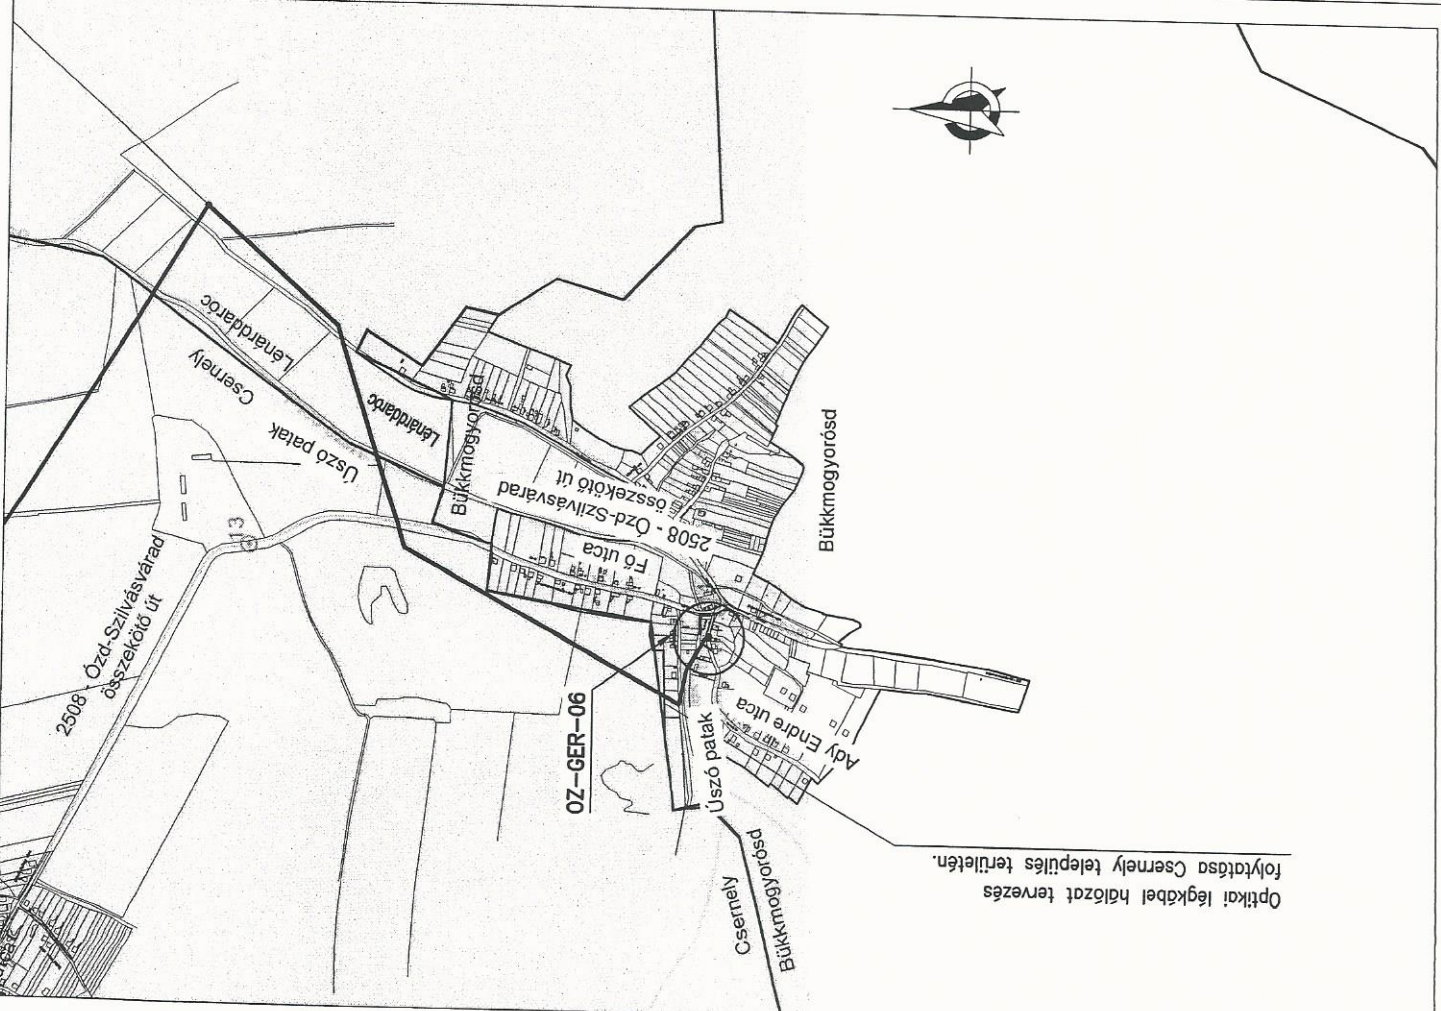 Lénárddaróc
Csernely
Úszó patak
Lénárddaróc
Bükkmogyorósd
13
2508 - Ózd-Szilvásvárad
összekötő út
2508 - Ózd-Szilvásvárad
összekötő út
Fő utca
Bükkmogyorósd
OZ-GER-06
Úszó patak
Ady Endre utca
Csernely
Bükkmogyorósd
Optikai légkábel hálózat tervezés
folytatása Csernely település területén.